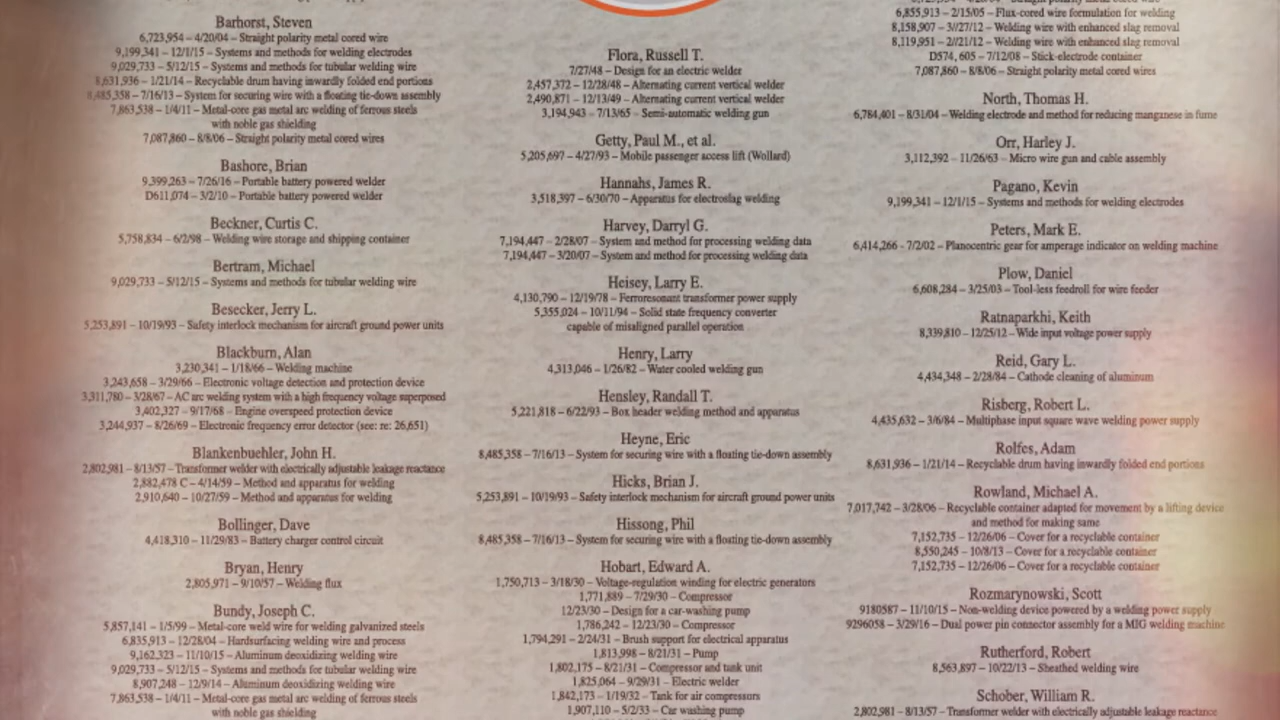 Barhorst, Steven
6,723,954 – 4/20/04 – Straight polarity metal cored wire
9,199,341 – 12/1/15 – Systems and methods for welding electrodes
9,029,733 – 5/12/15 – Systems and methods for tubular welding wire
8,631,936 – 1/21/14 – Recyclable drum having inwardly folded end portions
8,485,358 – 7/16/13 – System for securing wire with a floating tie-down assembly
7,863,538 – 1/4/11 – Metal-core gas metal arc welding of ferrous steels
with noble gas shielding
7,087,860 – 8/8/06 – Straight polarity metal cored wires
Bashore, Brian
9,399,263 – 7/26/16 – Portable battery powered welder
D611,074 – 3/2/10 – Portable battery powered welder
Beckner, Curtis C.
5,758,834 – 6/2/98 – Welding wire storage and shipping container
Bertram, Michael
9,029,733 – 5/12/15 – Systems and methods for tubular welding wire
Besecker, Jerry L.
5,253,891 – 10/19/93 – Safety interlock mechanism for aircraft ground power units
Blackburn, Alan
3,230,341 – 1/18/66 – Welding machine
3,243,658 – 3/29/66 – Electronic voltage detection and protection device
3,311,780 – 3/28/67 – AC arc welding system with a high frequency voltage superposed
3,402,327 – 9/17/68 – Engine overspeed protection device
3,244,937 – 8/26/69 – Electronic frequency error detector (see: re: 26,651)
Blankenbuehler, John H.
2,802,981 – 8/13/57 – Transformer welder with electrically adjustable leakage reactance
2,882,478 C – 4/14/59 – Method and apparatus for welding
2,910,640 – 10/27/59 – Method and apparatus for welding
Bollinger, Dave
4,418,310 – 11/29/83 – Battery charger control circuit
Bryan, Henry
2,805,971 – 9/10/57 – Welding flux
Bundy, Joseph C.
5,857,141 – 1/5/99 – Metal-core weld wire for welding galvanized steels
6,835,913 – 12/28/04 – Hardsurfacing welding wire and process
9,162,323 – 11/10/15 – Aluminum deoxidizing welding wire
9,029,733 – 5/12/15 – Systems and methods for tubular welding wire
8,907,248 – 12/9/14 – Aluminum deoxidizing welding wire
7,863,538 – 1/4/11 – Metal-core gas metal arc welding of ferrous steels
with noble gas shielding
Flora, Russell T.
7/27/48 – Design for an electric welder
2,457,372 – 12/28/48 – Alternating current vertical welder
2,490,871 – 12/13/49 – Alternating current vertical welder
3,194,943 – 7/13/65 – Semi-automatic welding gun
Getty, Paul M., et al.
5,205,697 – 4/27/93 – Mobile passenger access lift (Wollard)
Hannahs, James R.
3,518,397 – 6/30/70 – Apparatus for electroslag welding
Harvey, Darryl G.
7,194,447 – 2/28/07 – System and method for processing welding data
7,194,447 – 3/20/07 – System and method for processing welding data
Heisey, Larry E.
4,130,790 – 12/19/78 – Ferroresonant transformer power supply
5,355,024 – 10/11/94 – Solid state frequency converter
capable of misaligned parallel operation
Henry, Larry
4,313,046 – 1/26/82 – Water cooled welding gun
Hensley, Randall T.
5,221,818 – 6/22/93 – Box header welding method and apparatus
Heyne, Eric
8,485,358 – 7/16/13 – System for securing wire with a floating tie-down assembly
Hicks, Brian J.
5,253,891 – 10/19/93 – Safety interlock mechanism for aircraft ground power units
Hissong, Phil
8,485,358 – 7/16/13 – System for securing wire with a floating tie-down assembly
Hobart, Edward A.
1,750,713 – 3/18/30 – Voltage-regulation winding for electric generators
1,771,889 – 7/29/30 – Compressor
12/23/30 – Design for a car-washing pump
1,786,242 – 12/23/30 – Compressor
1,794,291 – 2/24/31 – Brush support for electrical apparatus
1,813,998 – 8/21/31 – Pump
1,802,175 – 8/21/31 – Compressor and tank unit
1,825,064 – 9/29/31 – Electric welder
1,842,173 – 1/19/32 – Tank for air compressors
1,907,110 – 5/2/33 – Car washing pump
6,855,913 – 2/15/05 – Flux-cored wire formulation for welding
8,158,907 – 3//27/12 – Welding wire with enhanced slag removal
8,119,951 – 2//21/12 – Welding wire with enhanced slag removal
D574, 605 – 7/12/08 – Stick-electrode container
7,087,860 – 8/8/06 – Straight polarity metal cored wires
North, Thomas H.
6,784,401 – 8/31/04 – Welding electrode and method for reducing manganese in fume
Orr, Harley J.
3,112,392 – 11/26/63 – Micro wire gun and cable assembly
Pagano, Kevin
9,199,341 – 12/1/15 – Systems and methods for welding electrodes
Peters, Mark E.
6,414,266 – 7/2/02 – Planocentric gear for amperage indicator on welding machine
Plow, Daniel
6,608,284 – 3/25/03 – Tool-less feedroll for wire feeder
Ratnaparkhi, Keith
8,339,810 – 12/25/12 – Wide input voltage power supply
Reid, Gary L.
4,434,348 – 2/28/84 – Cathode cleaning of aluminum
Risberg, Robert L.
4,435,632 – 3/6/84 – Multiphase input square wave welding power supply
Rolfes, Adam
8,631,936 – 1/21/14 – Recyclable drum having inwardly folded end portions
Rowland, Michael A.
7,017,742 – 3/28/06 – Recyclable container adapted for movement by a lifting device
and method for making same
7,152,735 – 12/26/06 – Cover for a recyclable container
8,550,245 – 10/8/13 – Cover for a recyclable container
7,152,735 – 12/26/06 – Cover for a recyclable container
Rozmarynowski, Scott
9180587 – 11/10/15 – Non-welding device powered by a welding power supply
9296058 – 3/29/16 – Dual power pin connector assembly for a MIG welding machine
Rutherford, Robert
8,563,897 – 10/22/13 – Sheathed welding wire
Schober, William R.
2,802,981 – 8/13/57 – Transformer welder with electrically adjustable leakage reactance